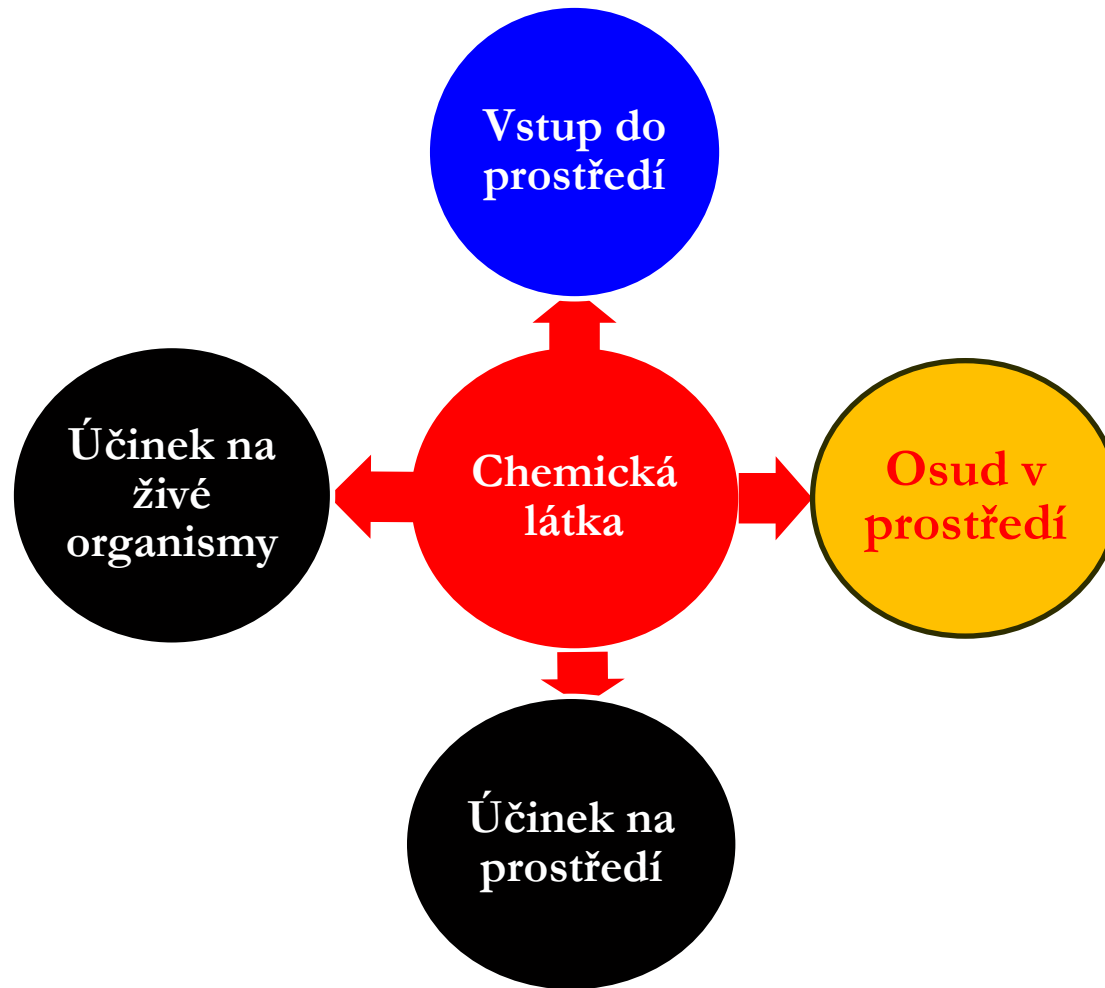 Vstup do
prostředí
Účinek na
živé
organismy
Chemická
látka
Osud v
prostředí
Účinek na
prostředí